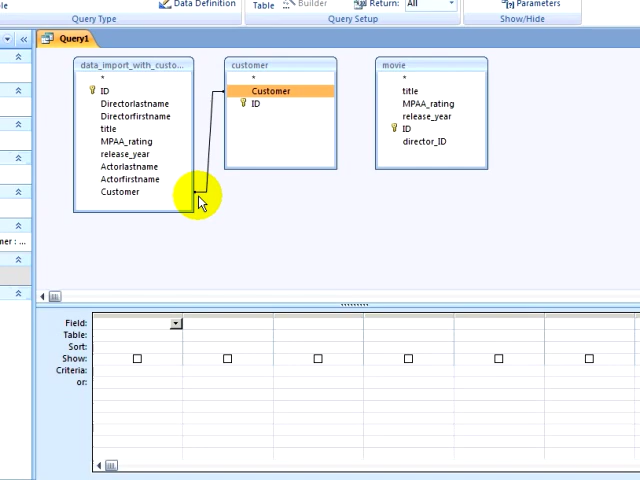 Data Definition
Table
Builder
Return: All
Parameters
Query Type
Query Setup
Show/Hide
Query1
data_import_with_custo...
*
ID
Directorlastname
Directorfirstname
title
MPAA_rating
release_year
Actorlastname
Actorfirstname
Customer
customer
*
Customer
ID
movie
*
title
MPAA_rating
release_year
ID
director_ID
mer : ...
Field:
Table:
Sort:
Show:
Criteria:
or: